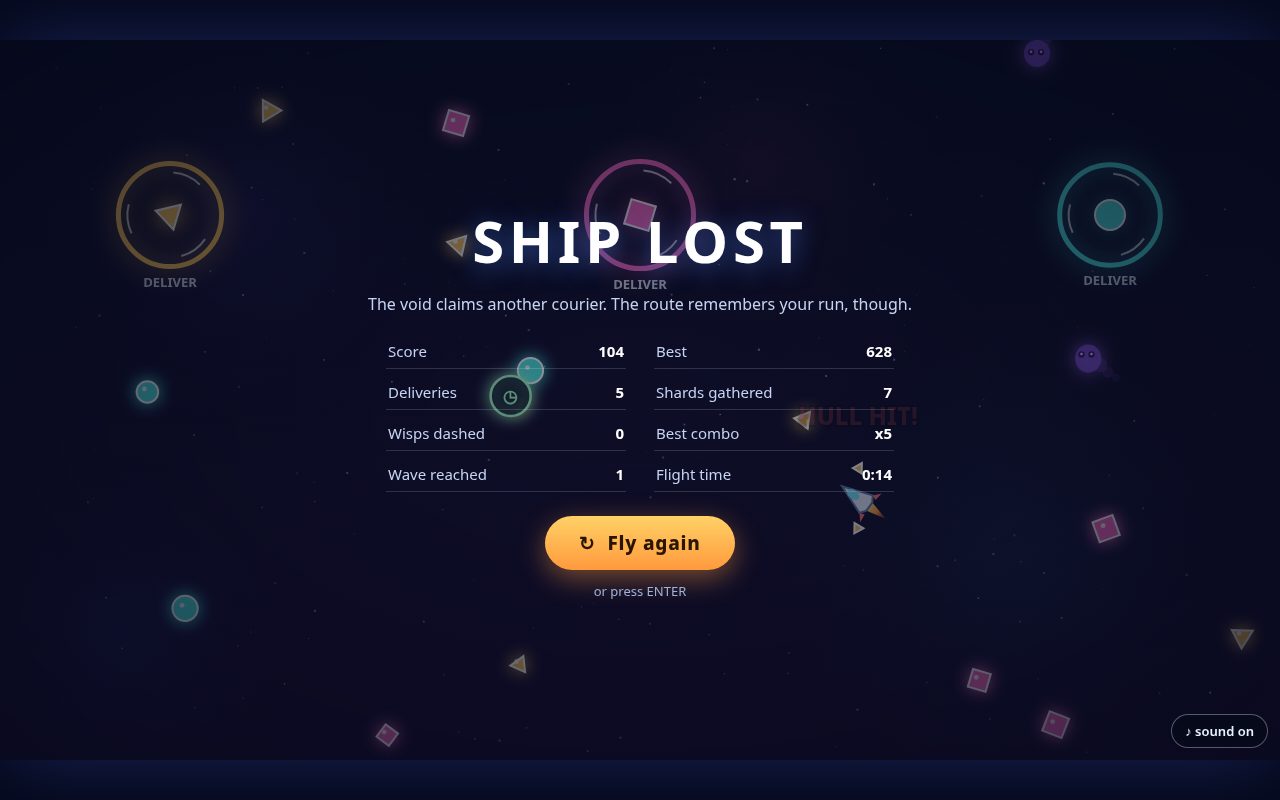 DELIVER
SHIP LOST
DELIVER
DELIVER
The void claims another courier. The route remembers your run, though.
Score 104 Best 628
Deliveries 5 Shards gathered 7
HULL HIT!
Wisps dashed 0 Best combo x5
Wave reached 1 Flight time 0:14
↻ Fly again
or press ENTER
♪ sound on